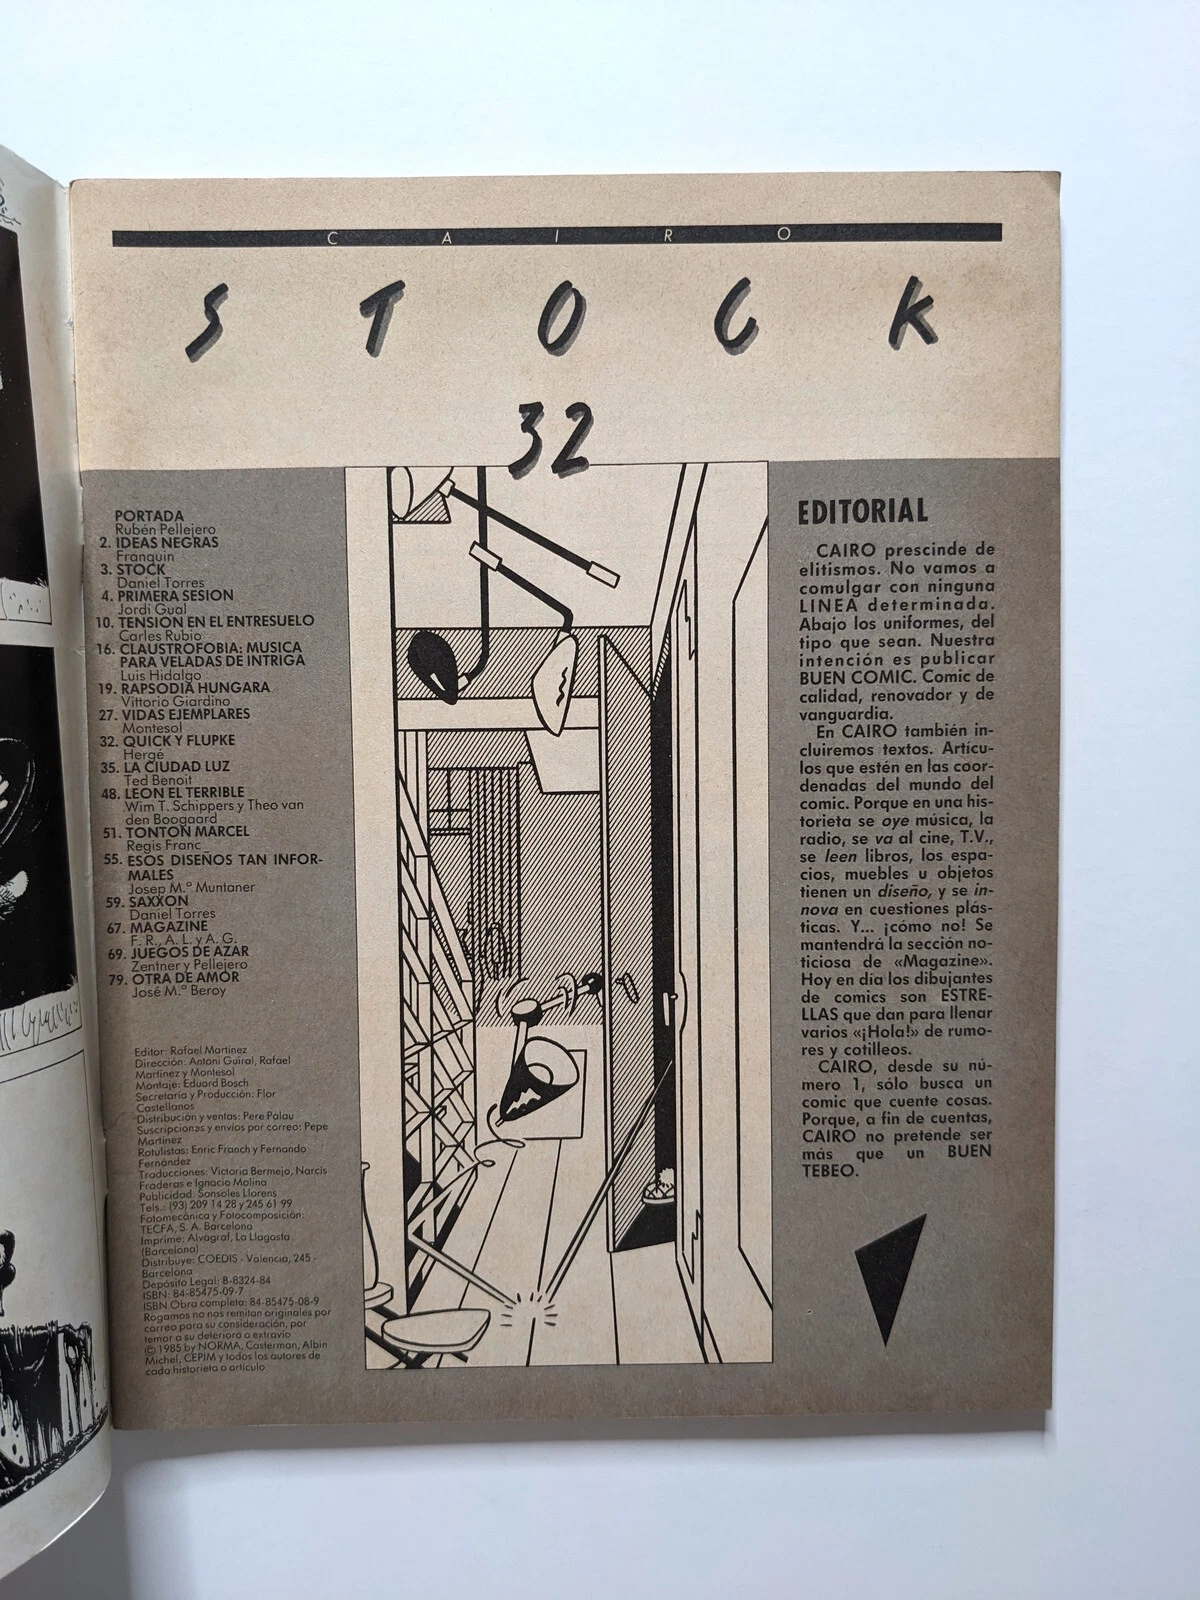 CAIRO
STOCK
32
PORTADA
Rubén Pellejero
2. IDEAS NEGRAS
Franquin
3. STOCK
Daniel Torres
4. PRIMERA SESION
Jordi Gual
10. TENSION EN EL ENTRESUELO
Carles Rubio
16. CLAUSTROFOBIA: MUSICA
PARA VELADAS DE INTRIGA
Luis Hidalgo
19. RAPSODIA HUNGARA
Vittorio Giardino
27. VIDAS EJEMPLARES
Montesol
32. QUICK Y FLUPKE
Hergé
35. LA CIUDAD LUZ
Ted Benoit
48. LEON EL TERRIBLE
Wim T. Schippers y Theo van
den Boogaard
51. TONTON MARCEL
Regis Franc
55. ESOS DISEÑOS TAN INFOR-
MALES
Josep M.ª Muntaner
59. SAXXON
Daniel Torres
67. MAGAZINE
F. R., A. L. y A. G.
69. JUEGOS DE AZAR
Zentner y Pellejero
79. OTRA DE AMOR
José M.ª Beroy
Editor: Rafael Martínez
Dirección: Antoni Guiral, Rafael
Martínez y Montesol
Montaje: Eduard Bosch
Secretaria y Producción: Flor
Castellanos
Distribución y ventas: Pere Palau
Suscripciones y envíos por correo: Pepe
Martínez
Rotulistas: Enric Franch y Fernando
Fernández
Traducciones: Victoria Bermejo, Narcís
Fraderas e Ignacio Molina
Publicidad: Sonsoles Llorens
Tels.: (93) 209 14 28 y 245 61 99
Fotomecánica y Fotocomposición:
TECFA, S. A. Barcelona
Imprime: Alvagraf, La Llagosta
(Barcelona)
Distribuye: COEDIS - Valencia, 245 -
Barcelona
Depósito Legal: B-8324-84
ISBN: 84-85475-09-7
ISBN Obra completa: 84-85475-08-9
Rogamos no nos remitan originales por
correo para su consideración, por
temor a su deterioro o extravío
© 1985 by NORMA, Casterman, Albin
Michel, CEPIM y todos los autores de
cada historieta o artículo
EDITORIAL
CAIRO prescinde de
elitismos. No vamos a
comulgar con ninguna
LINEA determinada.
Abajo los uniformes, del
tipo que sean. Nuestra
intención es publicar
BUEN COMIC. Comic de
calidad, renovador y de
vanguardia.
En CAIRO también in-
cluiremos textos. Artícu-
los que estén en las coor-
denadas del mundo del
comic. Porque en una his-
torieta se oye música, la
radio, se va al cine, T.V.,
se leen libros, los espa-
cios, muebles u objetos
tienen un diseño, y se in-
nova en cuestiones plás-
ticas. Y... ¡cómo no! Se
mantendrá la sección no-
ticiosa de «Magazine».
Hoy en día los dibujantes
de comics son ESTRE-
LLAS que dan para llenar
varios «¡Hola!» de rumo-
res y cotilleos.
CAIRO, desde su nú-
mero 1, sólo busca un
comic que cuente cosas.
Porque, a fin de cuentas,
CAIRO no pretende ser
más que un BUEN
TEBEO.